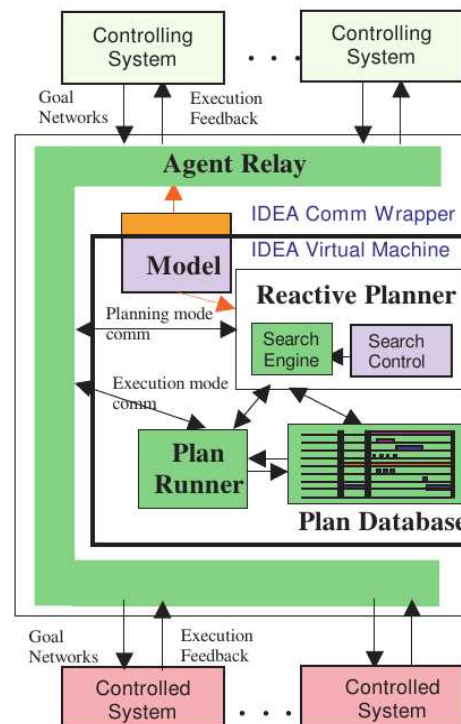 Controlling
System
. . .
Controlling
System
Goal
Networks
Execution
Feedback
Agent Relay
IDEA Comm Wrapper
IDEA Virtual Machine
Model
Reactive Planner
Planning mode
comm
Search
Engine
Search
Control
Execution mode
comm
Plan
Runner
Plan Database
Goal
Networks
Execution
Feedback
Controlled
System
. . .
Controlled
System